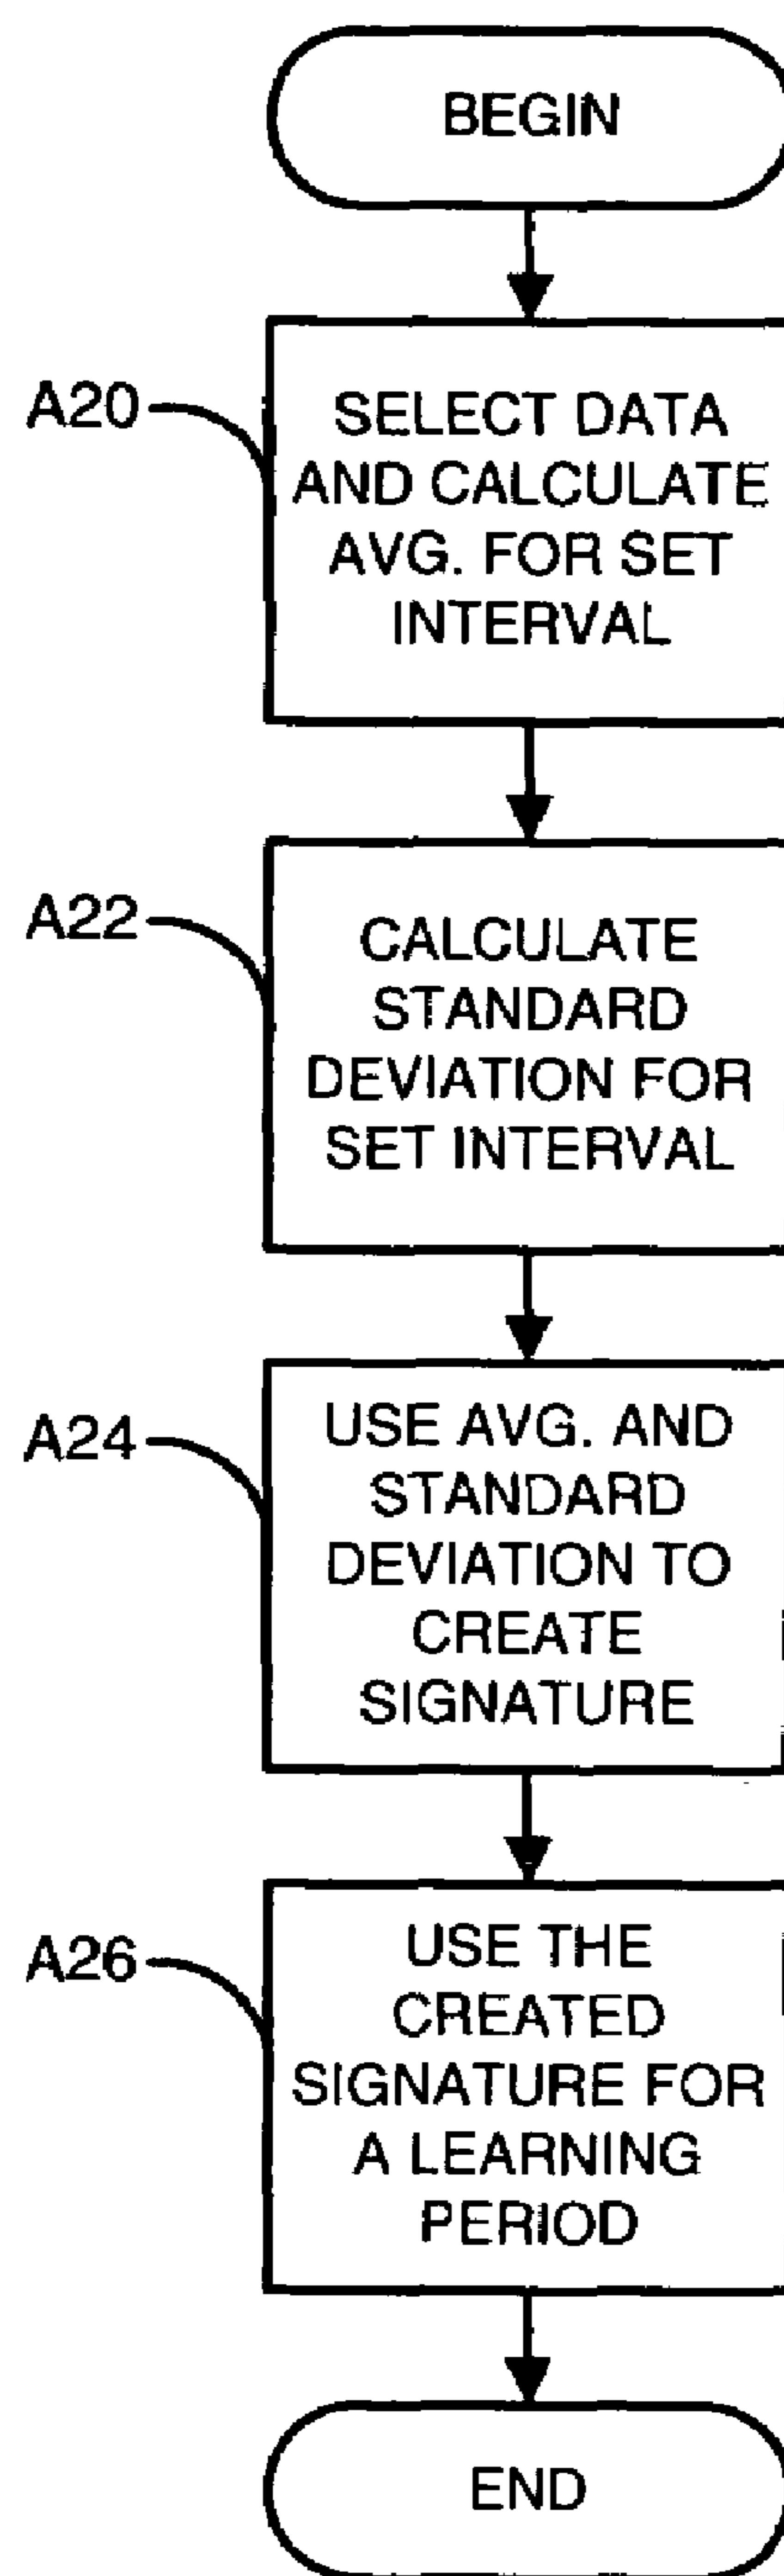 BEGIN
A20
SELECT DATA
AND CALCULATE
AVG. FOR SET
INTERVAL
A22
CALCULATE
STANDARD
DEVIATION FOR
SET INTERVAL
A24
USE AVG. AND
STANDARD
DEVIATION TO
CREATE
SIGNATURE
A26
USE THE
CREATED
SIGNATURE FOR
A LEARNING
PERIOD
END